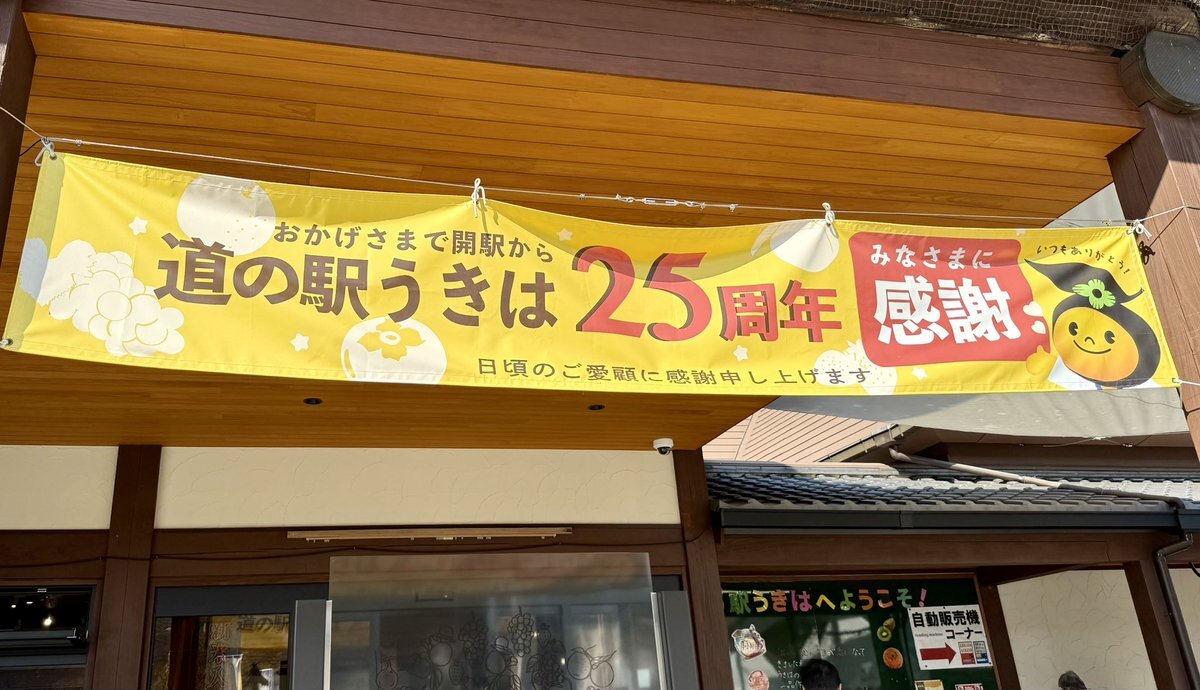 おかげさまで開駅から
道の駅うきは 25周年
みなさまに
感謝
いつもありがとう!
日頃のご愛顧に感謝申し上げます
駅うきはへようこそ!
自動販売機
コーナー
道の駅